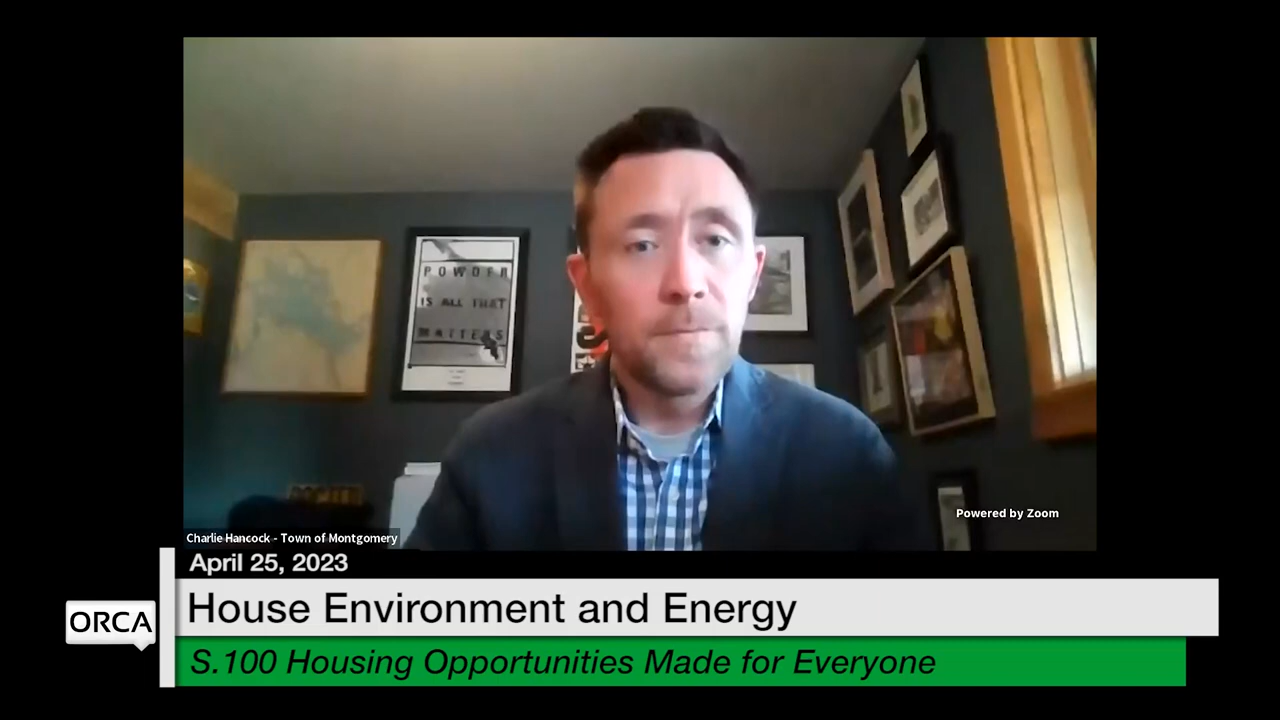 POWDER
IS ALL THAT
MATTERS
Powered by Zoom
Charlie Hancock - Town of Montgomery
April 25, 2023
ORCA
House Environment and Energy
S.100 Housing Opportunities Made for Everyone